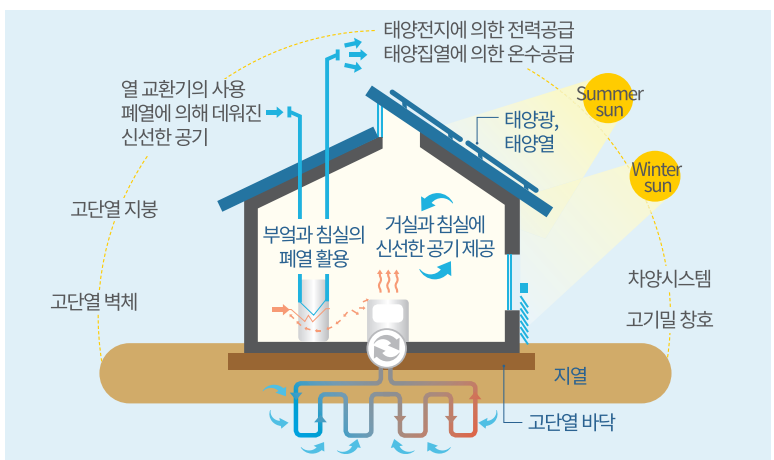 태양전지에 의한 전력공급
태양집열에 의한 온수공급
열 교환기의 사용
폐열에 의해 데워진
신선한 공기
Summer
sun
태양광,
태양열
Winter
sun
고단열 지붕
부엌과 침실의
폐열 활용
거실과 침실에
신선한 공기 제공
고단열 벽체
차양시스템
고기밀 창호
지열
고단열 바닥